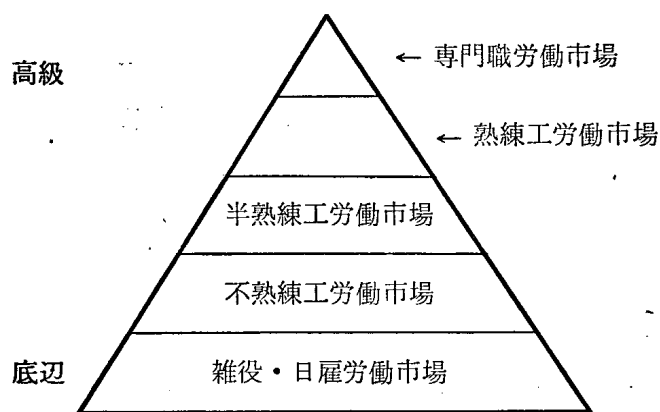 高級
← 専門職労働市場
← 熟練工労働市場
半熟練工労働市場
不熟練工労働市場
底辺
雑役・日雇労働市場